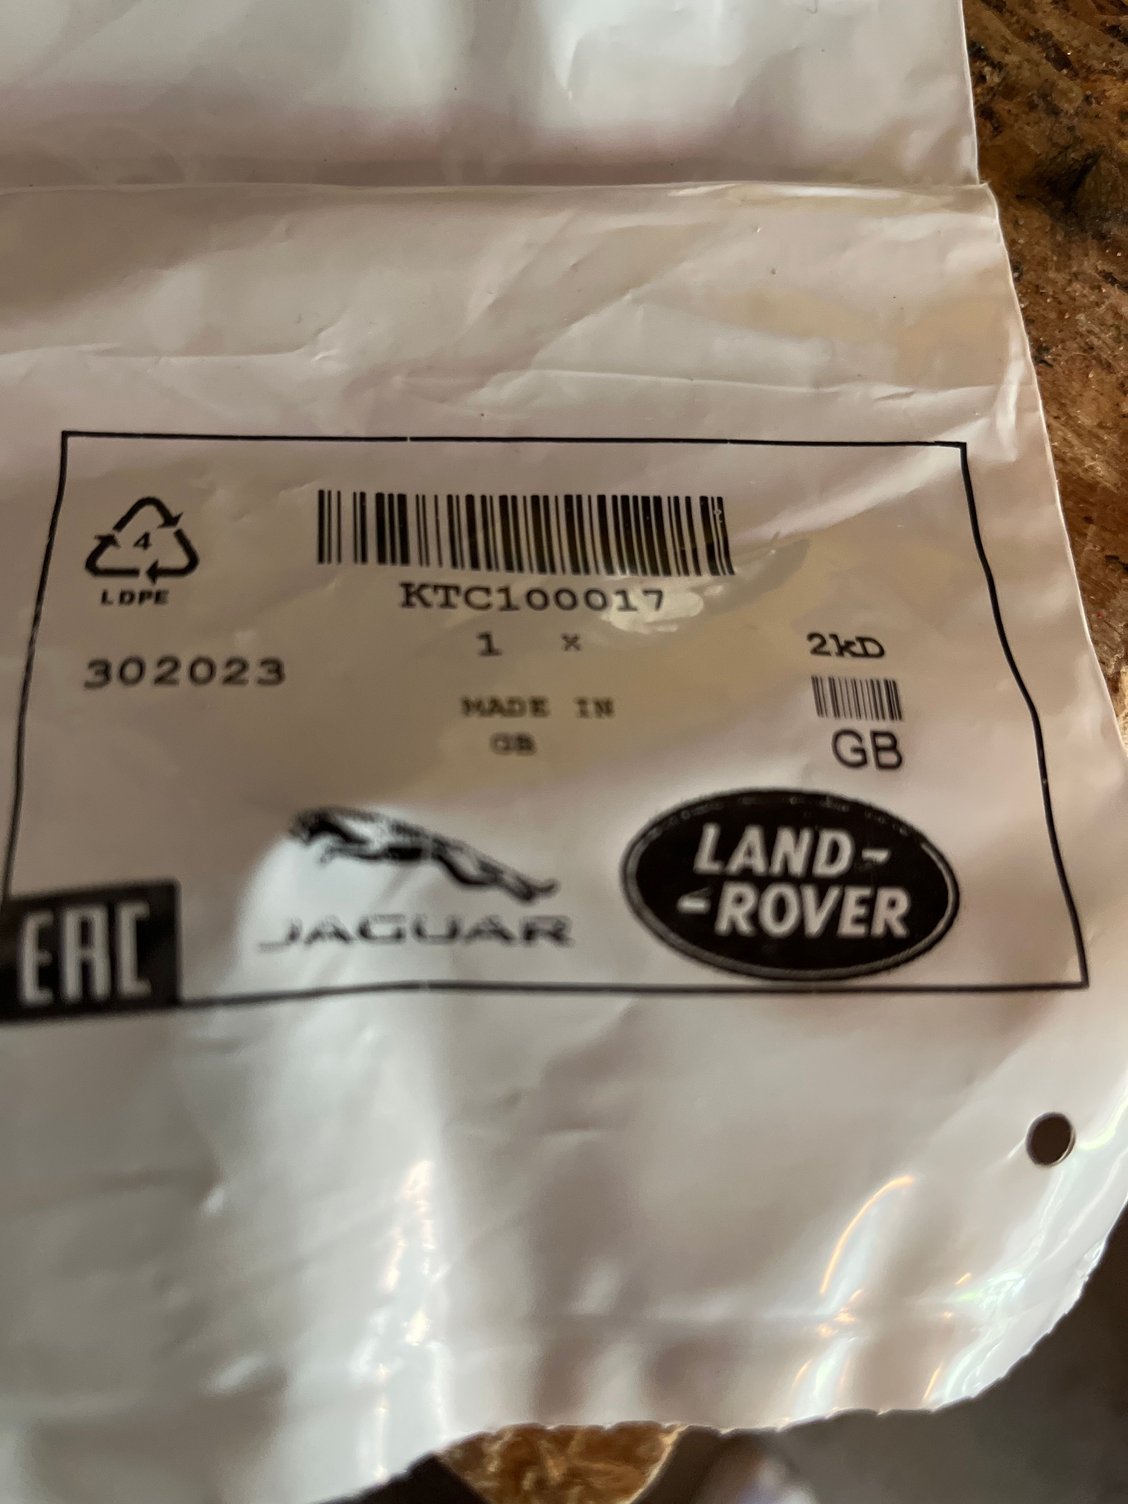 4
LDPE
KTC100017
1 x
2kD
302023
MADE IN
GB
GB
EAC
JAGUAR
LAND-
-ROVER